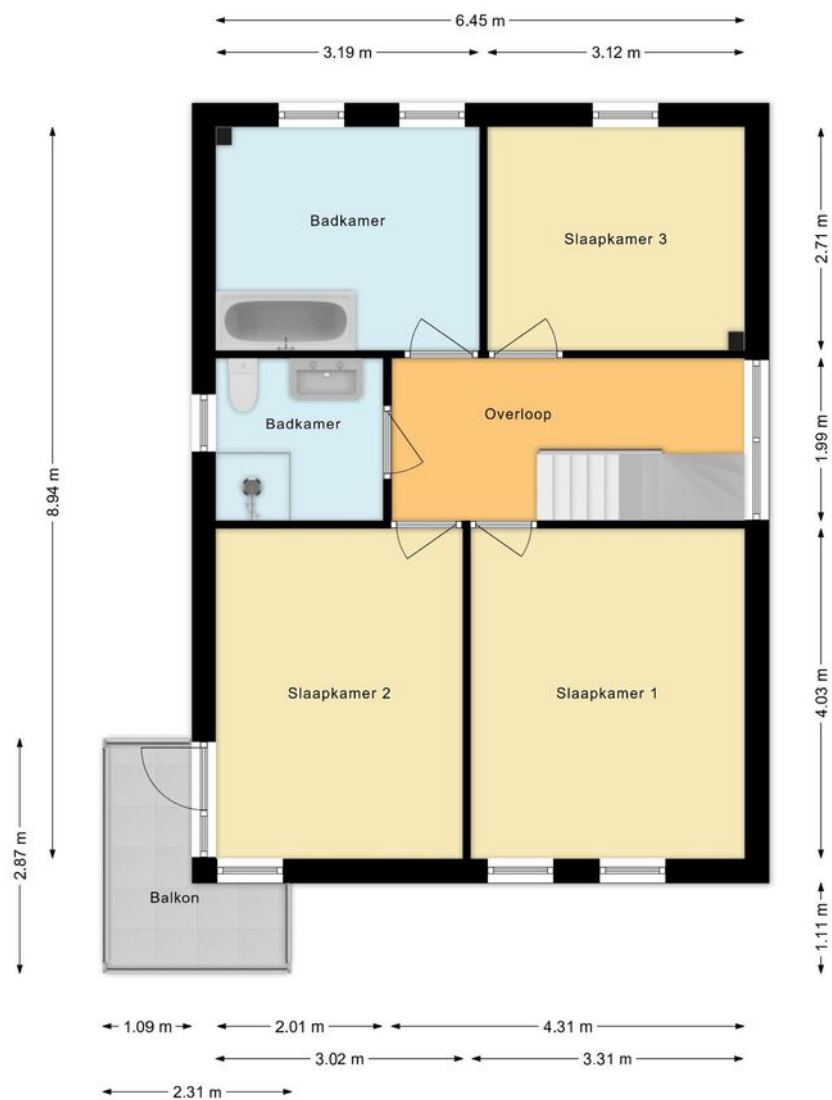 6.45 m
3.19 m
3.12 m
Badkamer
Slaapkamer 3
2.71 m
Badkamer
Overloop
1.99 m
8.94 m
Slaapkamer 2
Slaapkamer 1
4.03 m
2.87 m
Balkon
1.11 m
1.09 m
2.01 m
4.31 m
3.02 m
3.31 m
2.31 m